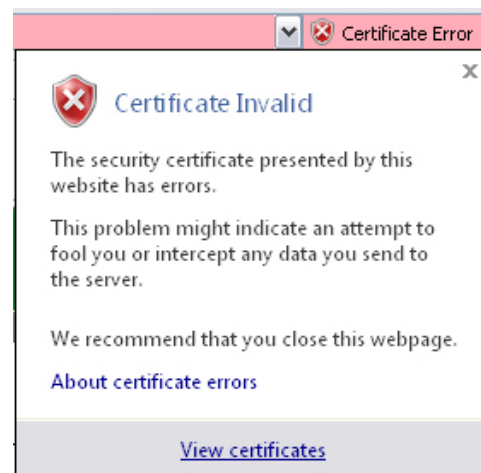 Certificate Error
Certificate Invalid
The security certificate presented by this
website has errors.
This problem might indicate an attempt to
fool you or intercept any data you send to
the server.
We recommend that you close this webpage.
About certificate errors
View certificates